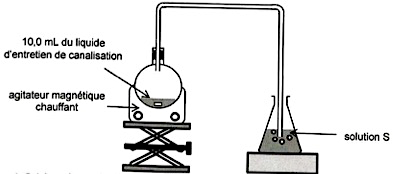 10,0 mL du liquide
d'entretien de canalisation
agitateur magnétique
chauffant
solution S